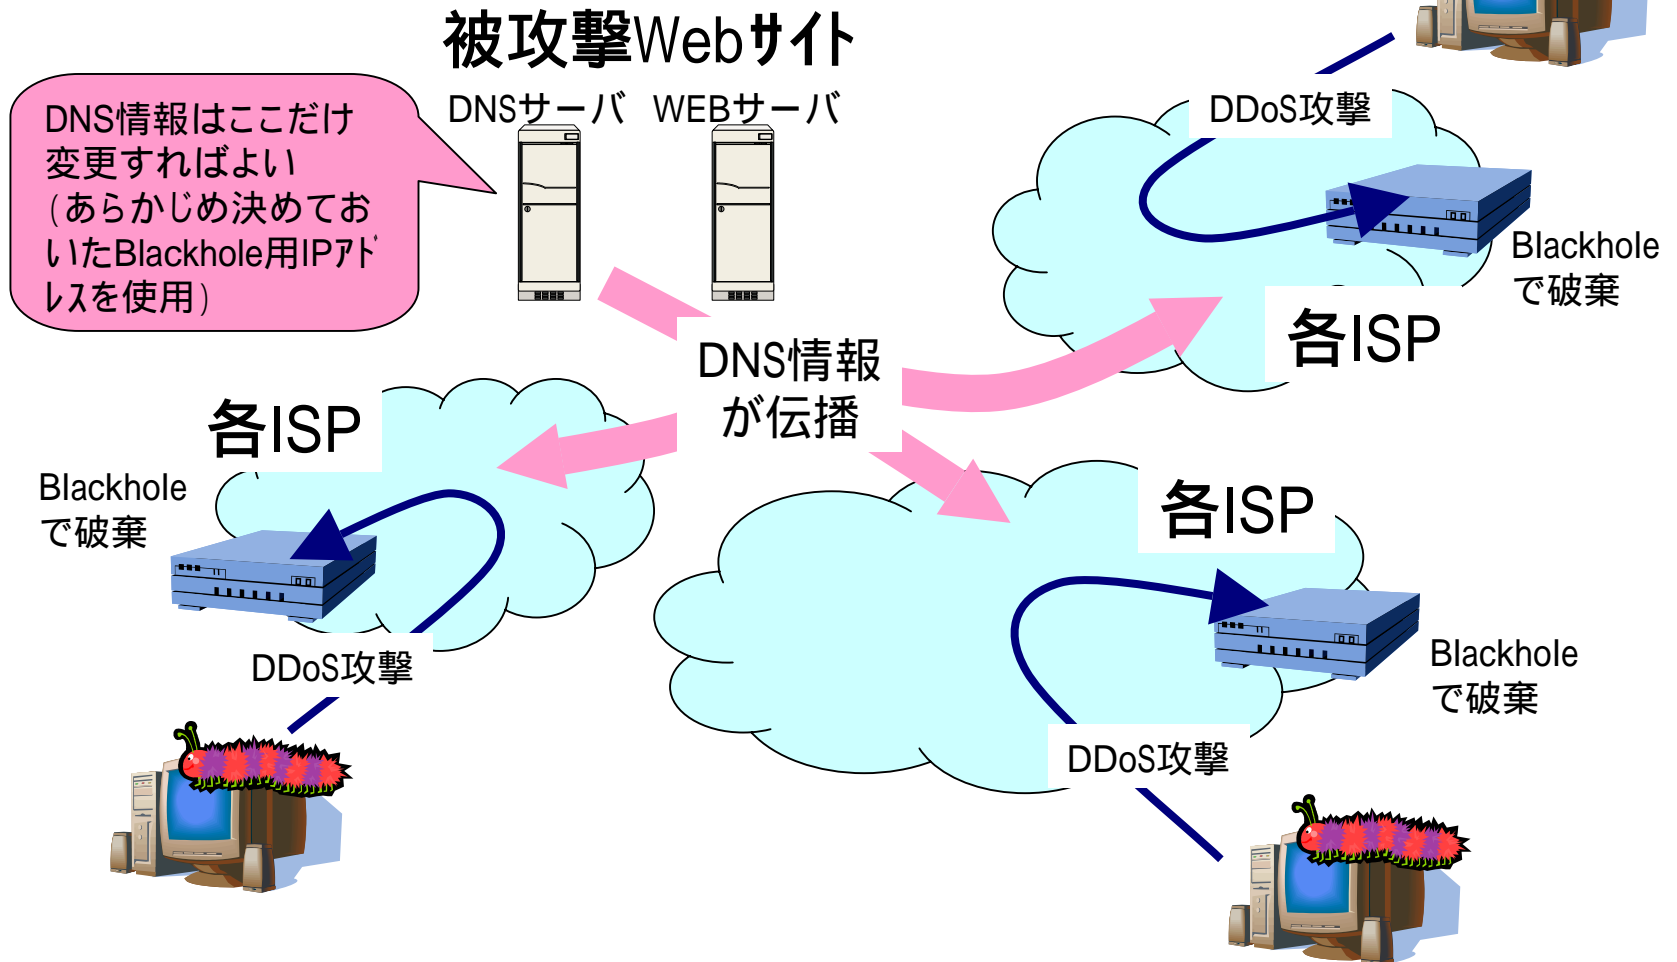 被攻撃Webサイト
DNSサーバ
WEBサーバ
DNS情報はここだけ
変更すればよい
(あらかじめ決めてお
いたBlackhole用IPｱﾄﾞ
ﾚｽを使用)
DDoS攻撃
Blackhole
で破棄
各ISP
DNS情報
が伝播
各ISP
Blackhole
で破棄
DDoS攻撃
各ISP
Blackhole
で破棄
DDoS攻撃